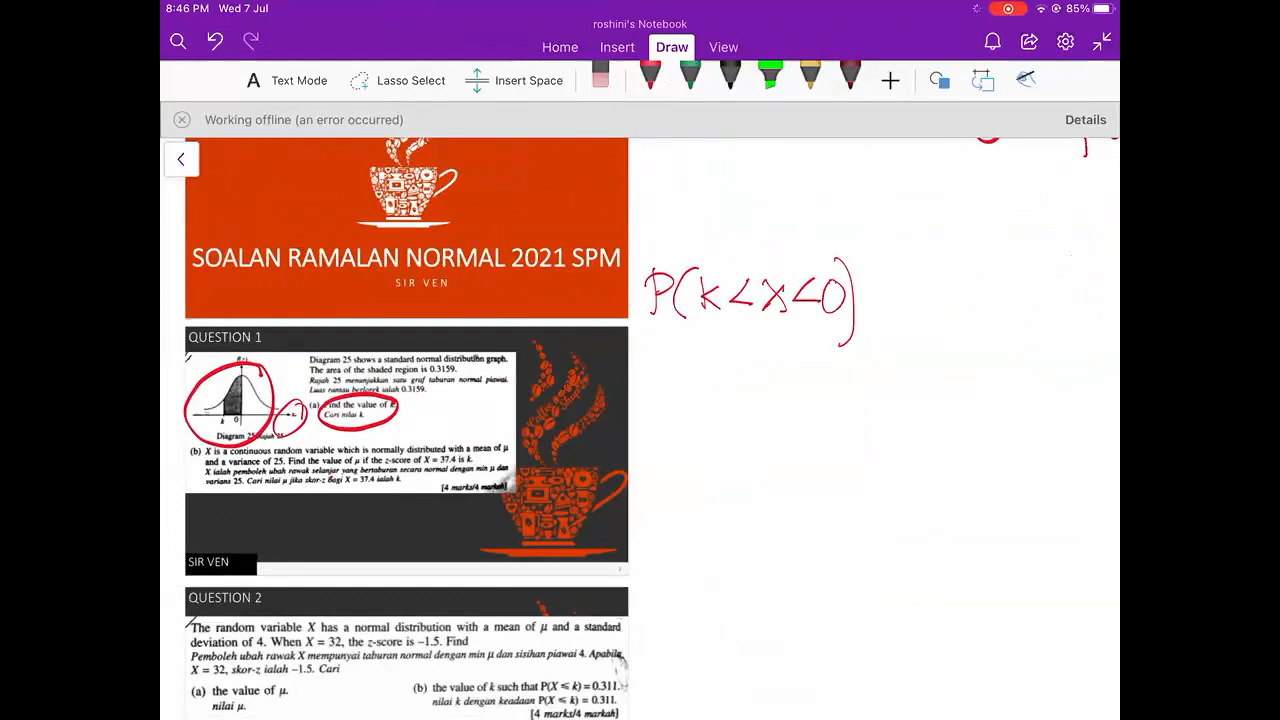 8:46 PM Wed 7 Jul
85%
roshini's Notebook
Home Insert Draw View
Text Mode Lasso Select Insert Space
Working offline (an error occurred) Details
SOALAN RAMALAN NORMAL 2021 SPM
SIR VEN
P(k<x<0)
QUESTION 1
Diagram 25 shows a standard normal distribution graph.
The area of the shaded region is 0.3159.
Rajah 25 menunjukkan satu graf taburan normal piawai.
Luas rantau berlorek ialah 0.3159.
(a) Find the value of k.
Cari nilai k.
k 0
Diagram 25 Rajah 25
(b) X is a continuous random variable which is normally distributed with a mean of μ
and a variance of 25. Find the value of μ if the z-score of X = 37.4 is k.
X ialah pemboleh ubah rawak selanjar yang bertaburan secara normal dengan min μ dan
varians 25. Cari nilai μ jika skor-z bagi X = 37.4 ialah k.
[4 marks/4 markah]
SIR VEN
2
QUESTION 2
The random variable X has a normal distribution with a mean of μ and a standard
deviation of 4. When X = 32, the z-score is –1.5. Find
Pemboleh ubah rawak X mempunyai taburan normal dengan min μ dan sisihan piawai 4. Apabila
X = 32, skor-z ialah –1.5. Cari
(a) the value of μ.
nilai μ.
(b) the value of k such that P(X ⩽ k) = 0.311.
nilai k dengan keadaan P(X ⩽ k) = 0.311.
[4 marks/4 markah]